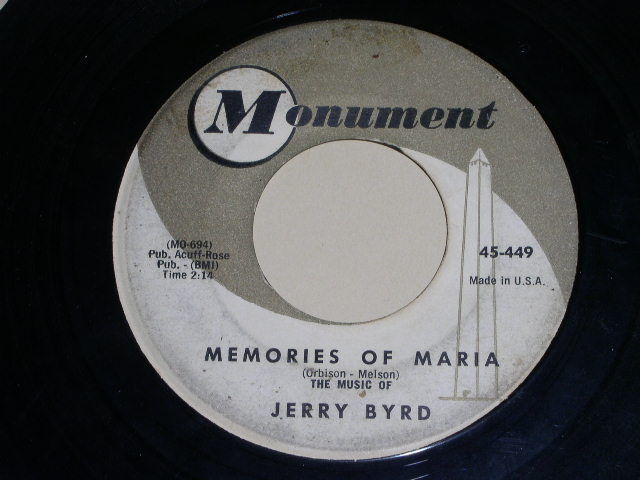 Monument
(MO-694)
Pub. Acuff-Rose
Pub. - (BMI)
Time 2:14
45-449
Made in U.S.A.
MEMORIES OF MARIA
(Orbison - Melson)
THE MUSIC OF
JERRY BYRD